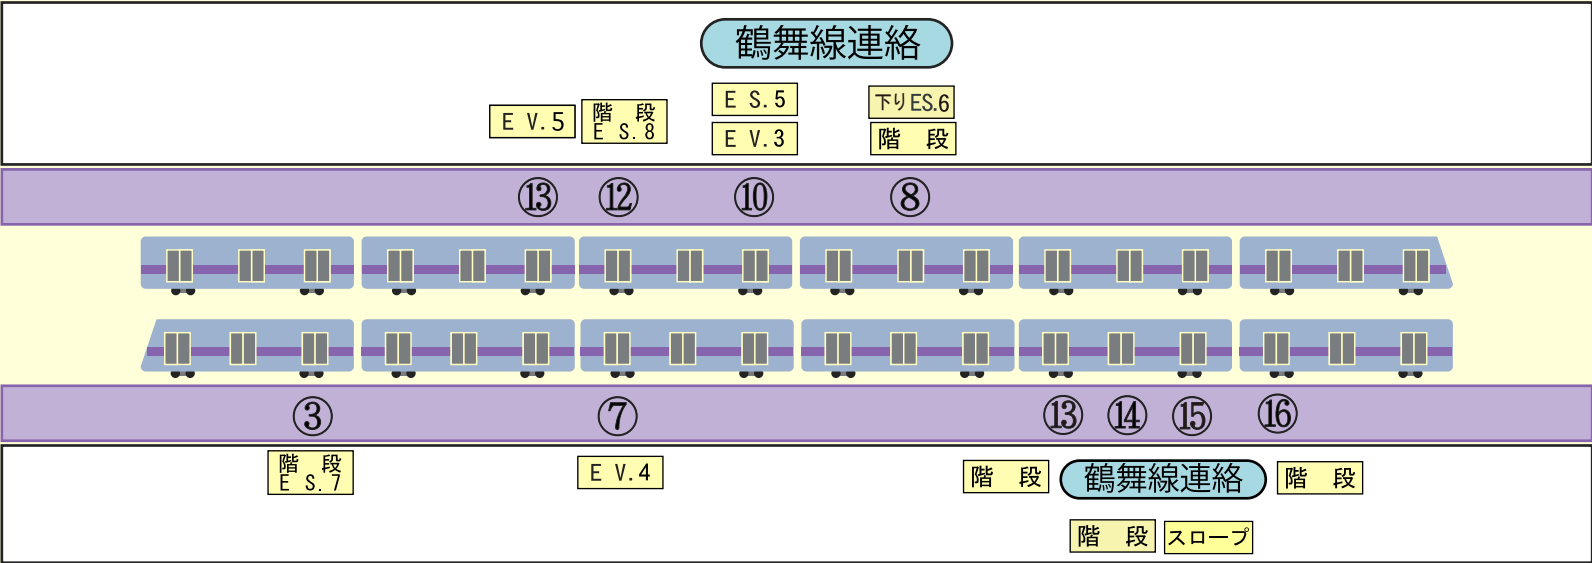 鶴舞線連絡
E S.5
下りES.6
E V.5
階 段
E S.8
E V.3
階 段
⑬ ⑫ ⑩ ⑧
③ ⑦ ⑬ ⑭ ⑮ ⑯
階 段
E S.7
E V.4
階 段
鶴舞線連絡
階 段
階 段
スロープ